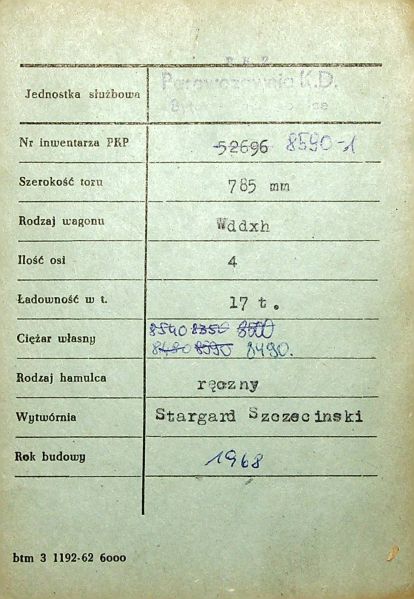 P K P
Parowozownia K.D.
Jednostka służbowa
Nr inwentarza PKP 52696 8590-1
Szerokość toru 785 mm
Rodzaj wagonu Wddxh
Ilość osi 4
Ładowność w t. 17 t.
8540 8350 8500
Ciężar własny 8480 8590 8490.
Rodzaj hamulca ręczny
Wytwórnia Stargard Szczecinski
Rok budowy 1968
btm 3 1192-62 6000